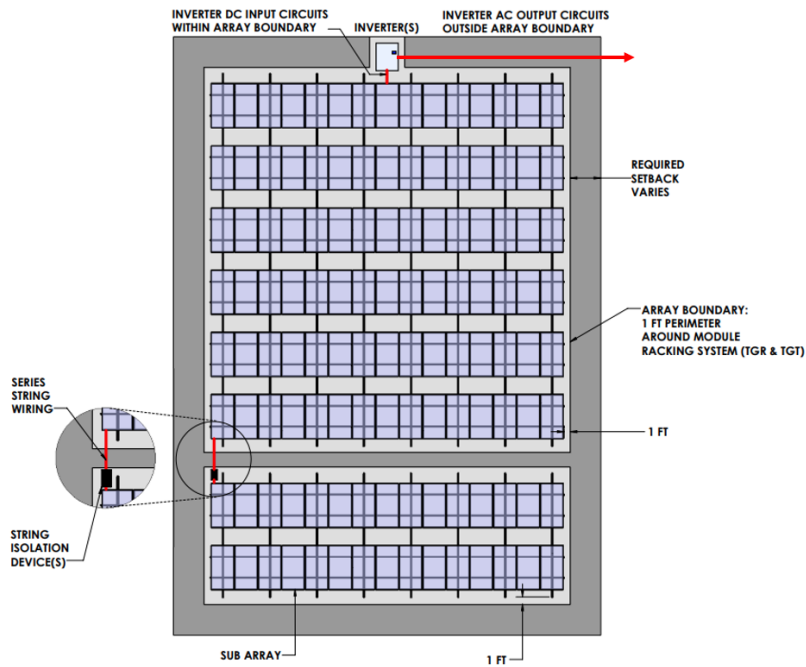 INVERTER DC INPUT CIRCUITS
WITHIN ARRAY BOUNDARY
INVERTER(S)
INVERTER AC OUTPUT CIRCUITS
OUTSIDE ARRAY BOUNDARY
REQUIRED
SETBACK
VARIES
ARRAY BOUNDARY:
1 FT PERIMETER
AROUND MODULE
RACKING SYSTEM (TGR & TGT)
SERIES
STRING
WIRING
1 FT
STRING
ISOLATION
DEVICE(S)
SUB ARRAY
1 FT